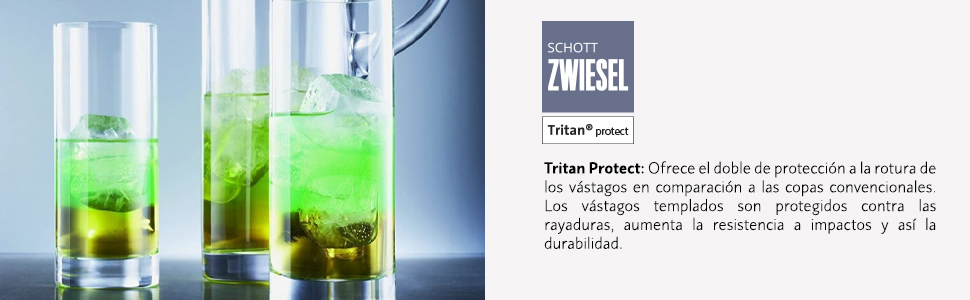 SCHOTT
ZWIESEL
Tritan® protect
Tritan Protect: Ofrece el doble de protección a la rotura de
los vástagos en comparación a las copas convencionales.
Los vástagos templados son protegidos contra las
rayaduras, aumenta la resistencia a impactos y así la
durabilidad.